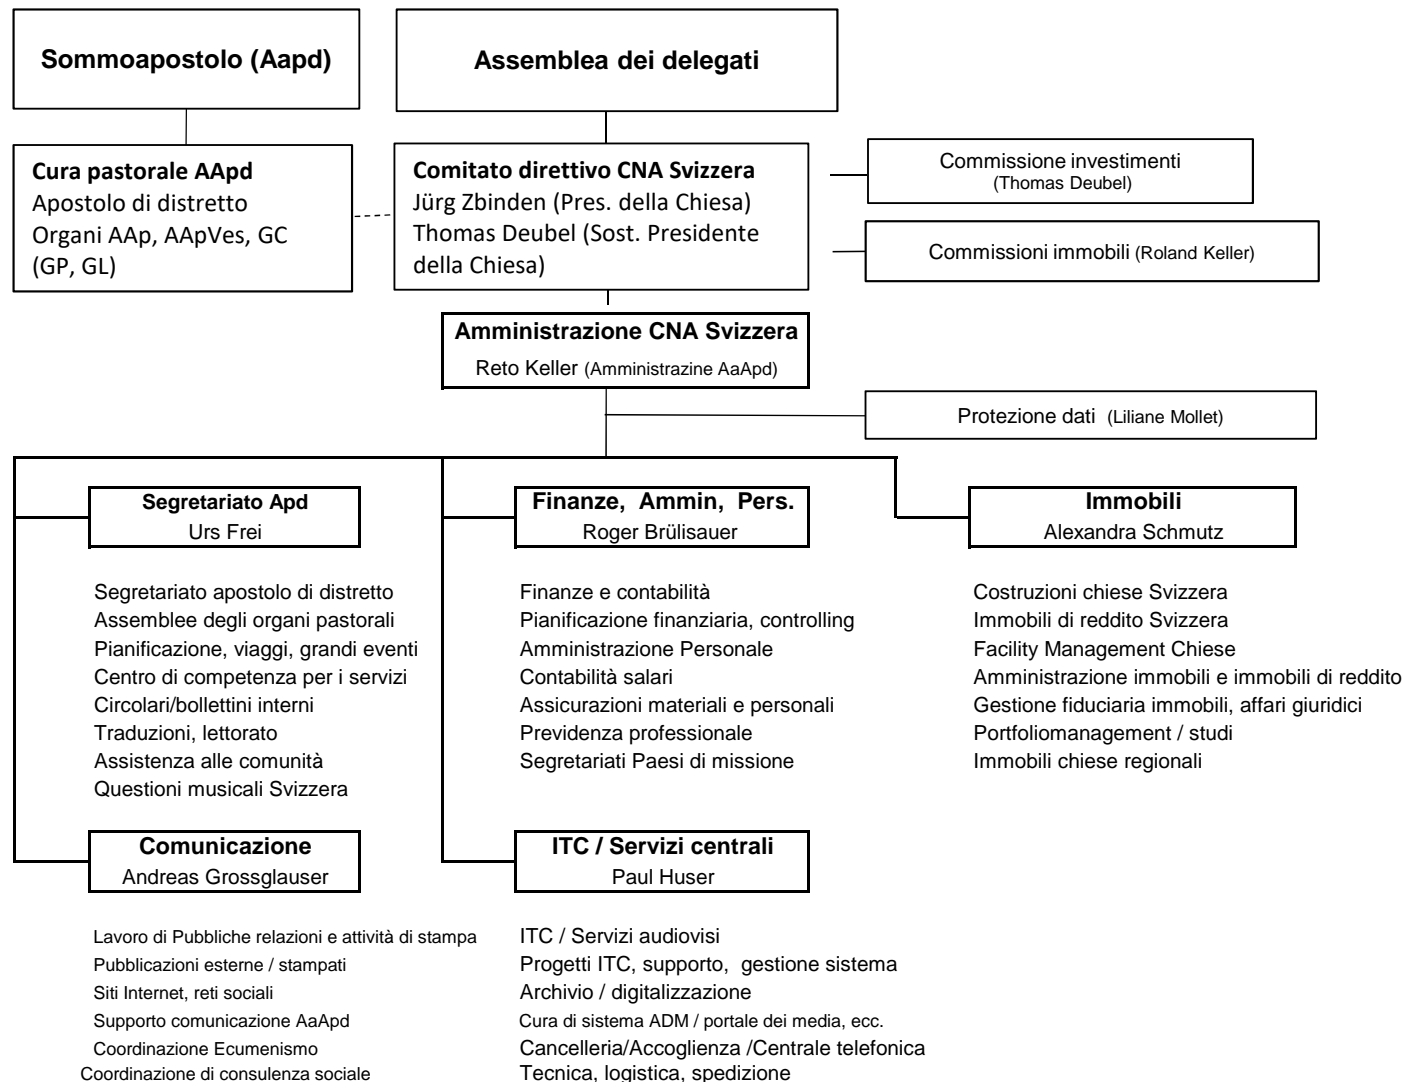 Sommoapostolo (Aapd)
Assemblea dei delegati
Cura pastorale AApd
Apostolo di distretto
Organi AAp, AApVes, GC
(GP, GL)
Comitato direttivo CNA Svizzera
Jürg Zbinden (Pres. della Chiesa)
Thomas Deubel (Sost. Presidente
della Chiesa)
Commissione investimenti
(Thomas Deubel)
Commissioni immobili (Roland Keller)
Amministrazione CNA Svizzera
Reto Keller (Amministrazine AaApd)
Protezione dati (Liliane Mollet)
Segretariato Apd
Urs Frei
Segretariato apostolo di distretto
Assemblee degli organi pastorali
Pianificazione, viaggi, grandi eventi
Centro di competenza per i servizi
Circolari/bollettini interni
Traduzioni, lettorato
Assistenza alle comunità
Questioni musicali Svizzera
Finanze, Ammin, Pers.
Roger Brülisauer
Finanze e contabilità
Pianificazione finanziaria, controlling
Amministrazione Personale
Contabilità salari
Assicurazioni materiali e personali
Previdenza professionale
Segretariati Paesi di missione
Immobili
Alexandra Schmutz
Costruzioni chiese Svizzera
Immobili di reddito Svizzera
Facility Management Chiese
Amministrazione immobili e immobili di reddito
Gestione fiduciaria immobili, affari giuridici
Portfoliomanagement / studi
Immobili chiese regionali
Comunicazione
Andreas Grossglauser
Lavoro di Pubbliche relazioni e attività di stampa
Pubblicazioni esterne / stampati
Siti Internet, reti sociali
Supporto comunicazione AaApd
Coordinazione Ecumenismo
Coordinazione di consulenza sociale
ITC / Servizi centrali
Paul Huser
ITC / Servizi audiovisi
Progetti ITC, supporto, gestione sistema
Archivio / digitalizzazione
Cura di sistema ADM / portale dei media, ecc.
Cancelleria/Accoglienza /Centrale telefonica
Tecnica, logistica, spedizione